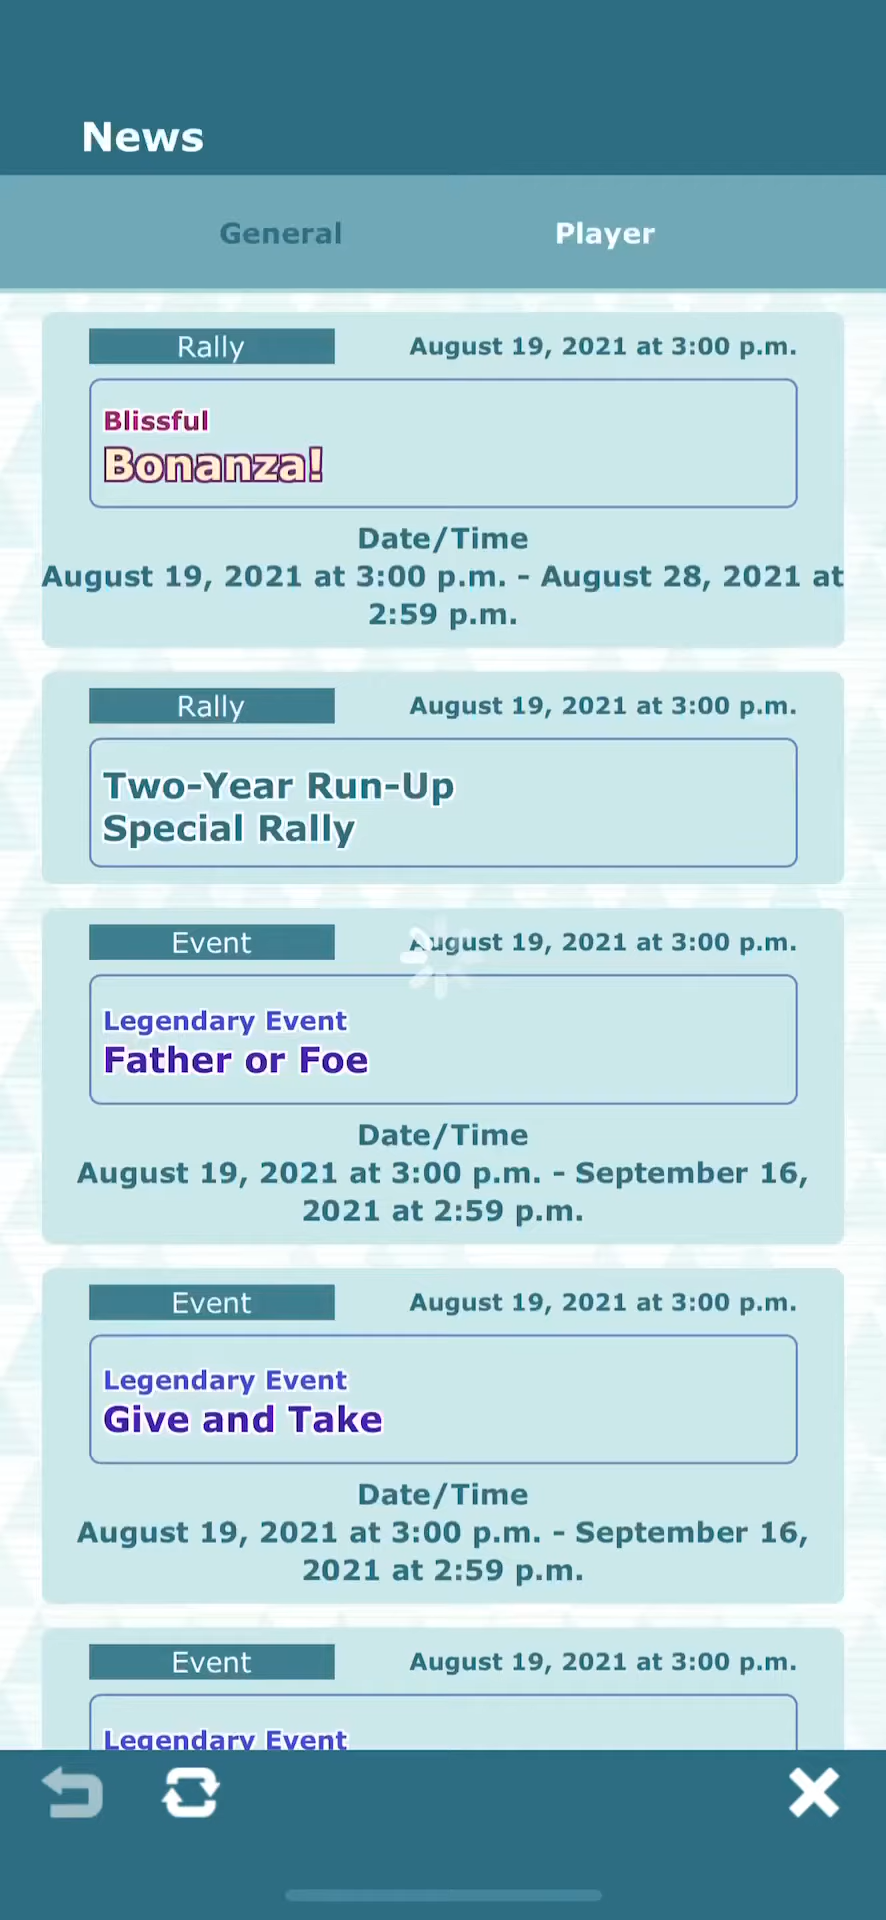 News
General
Player
Rally
August 19, 2021 at 3:00 p.m.
Blissful
Bonanza!
Date/Time
August 19, 2021 at 3:00 p.m. - August 28, 2021 at
2:59 p.m.
Rally
August 19, 2021 at 3:00 p.m.
Two-Year Run-Up
Special Rally
Event
August 19, 2021 at 3:00 p.m.
Legendary Event
Father or Foe
Date/Time
August 19, 2021 at 3:00 p.m. - September 16,
2021 at 2:59 p.m.
Event
August 19, 2021 at 3:00 p.m.
Legendary Event
Give and Take
Date/Time
August 19, 2021 at 3:00 p.m. - September 16,
2021 at 2:59 p.m.
Event
August 19, 2021 at 3:00 p.m.
Legendary Event